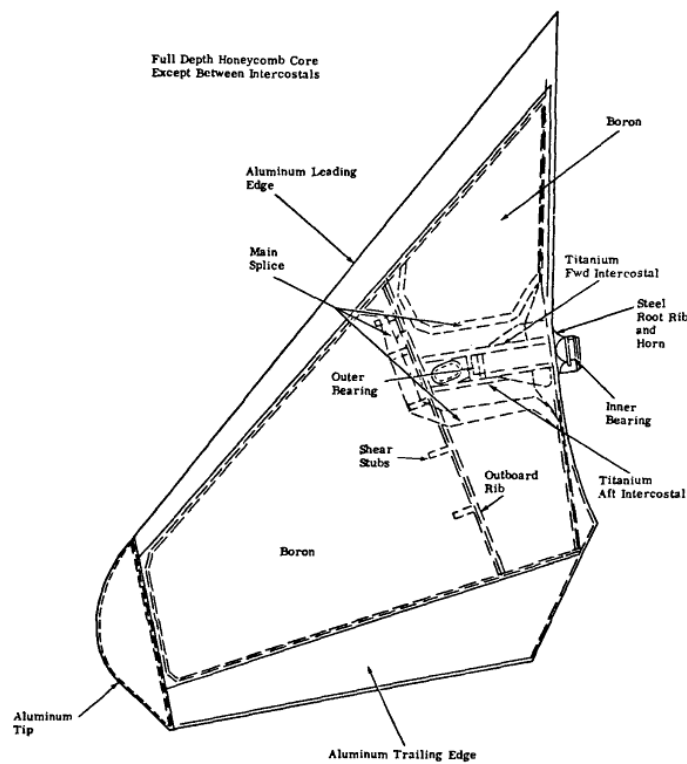 Full Depth Honeycomb Core
Except Between Intercostals
Boron
Aluminum Leading
Edge
Main
Splice
Titanium
Fwd Intercostal
Steel
Root Rib
and
Horn
Outer
Bearing
Inner
Bearing
Shear
Stubs
Outboard
Rib
Titanium
Aft Intercostal
Boron
Aluminum
Tip
Aluminum Trailing Edge